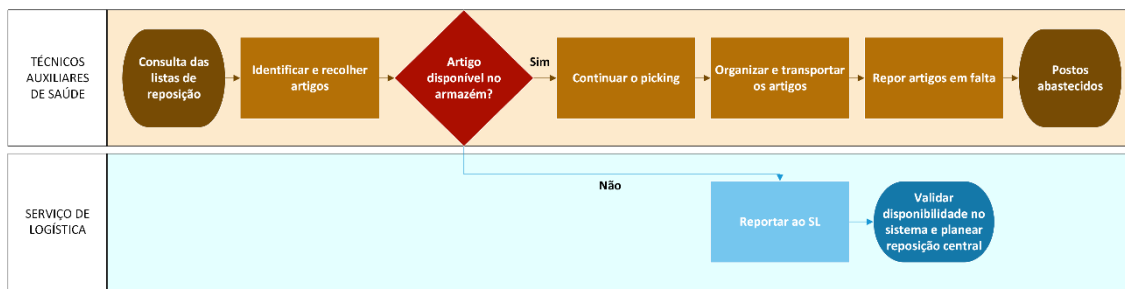 TÉCNICOS
AUXILIARES
DE SAÚDE
Consulta das
listas de
reposição
Identificar e recolher
artigos
Artigo
disponível no
armazém?
Sim
Continuar o picking
Organizar e transportar
os artigos
Repor artigos em falta
Postos
abastecidos
SERVIÇO DE
LOGÍSTICA
Não
Reportar ao SL
Validar
disponibilidade no
sistema e planear
reposição central